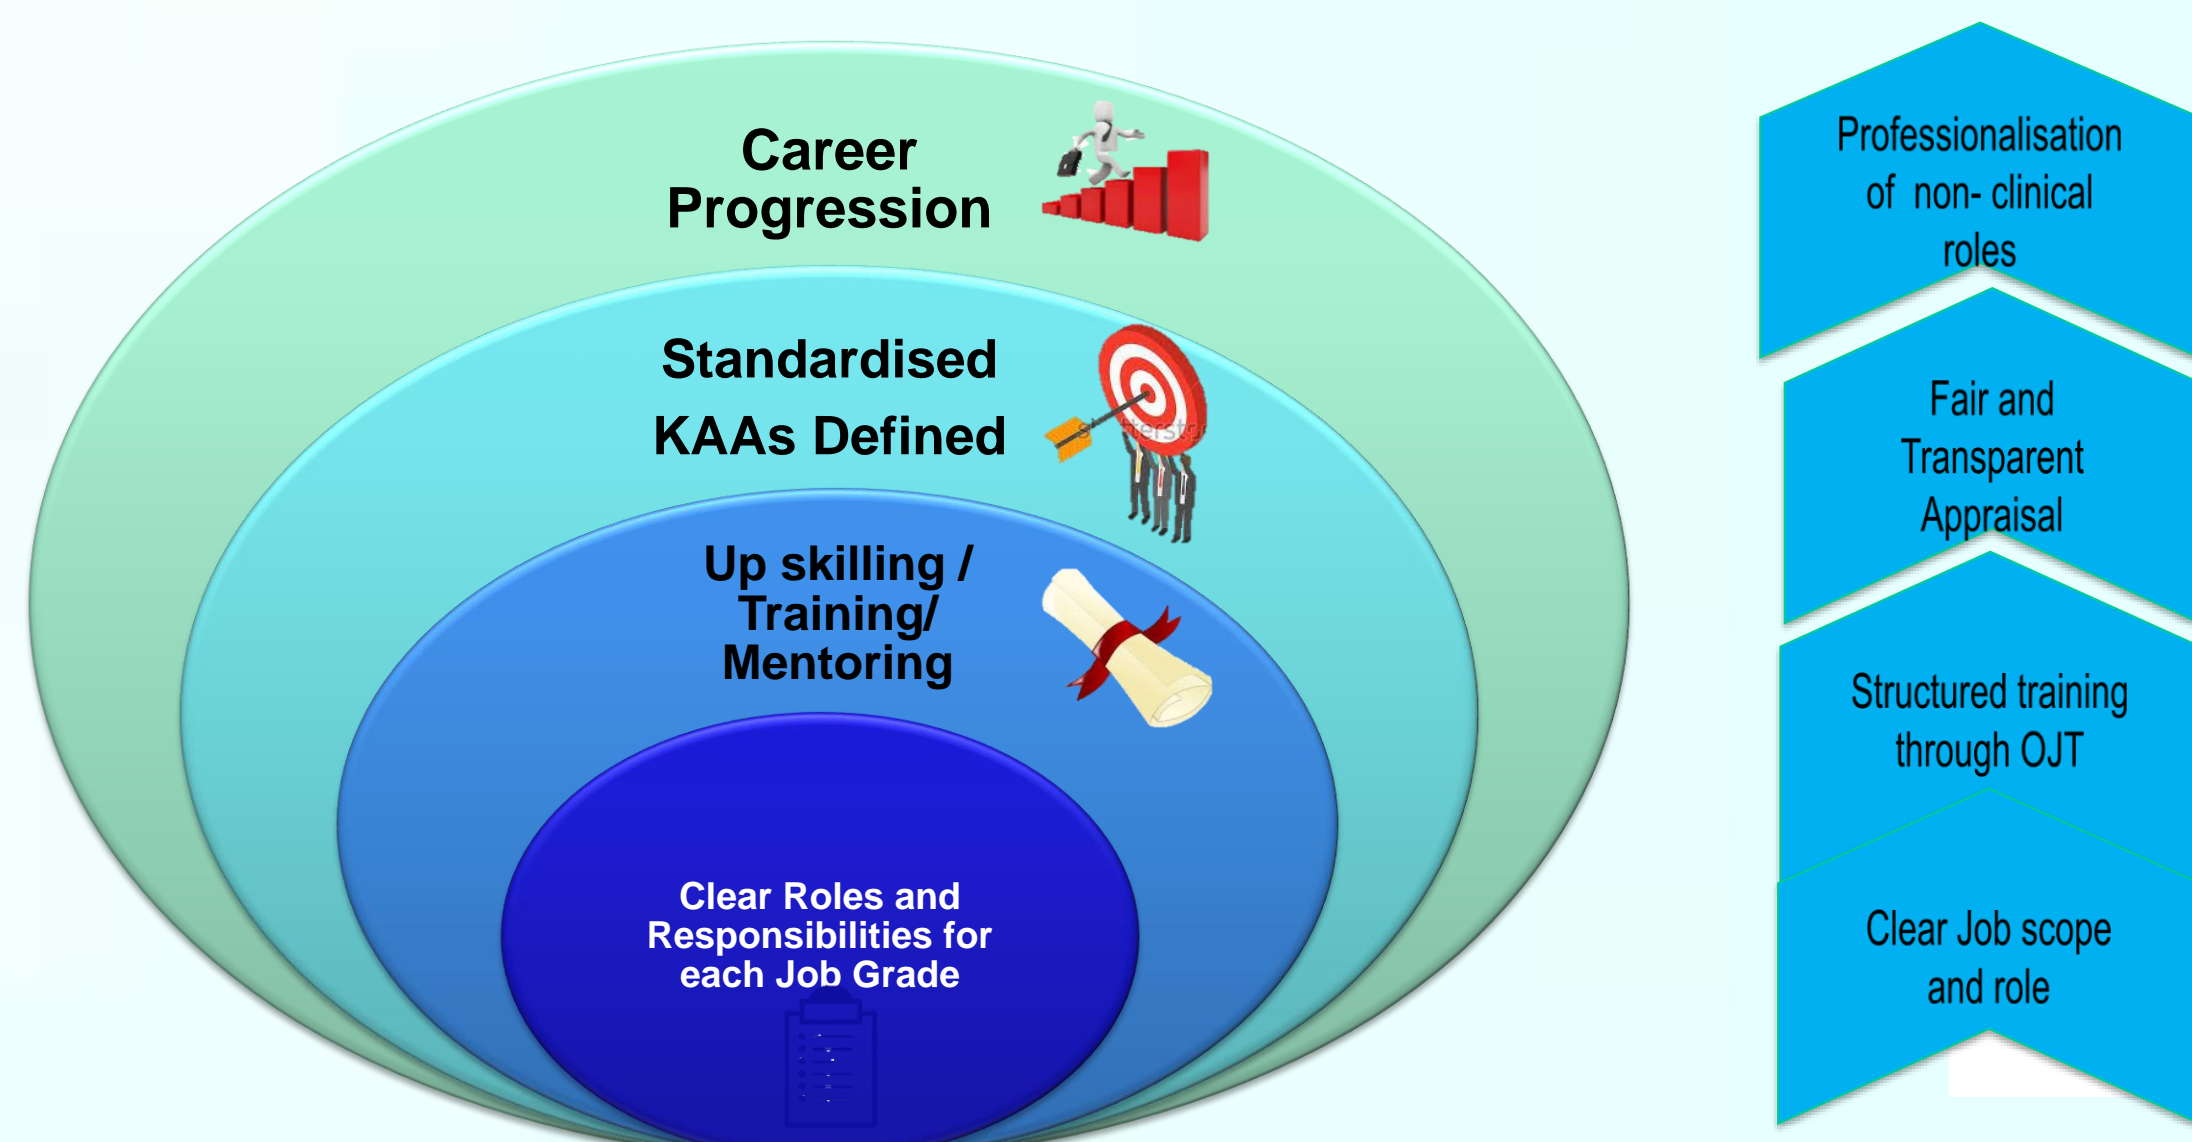 Career
Progression
Standardised
KAAs Defined
Up skilling /
Training/
Mentoring
Clear Roles and
Responsibilities for
each Job Grade
Professionalisation
of non- clinical
roles
Fair and
Transparent
Appraisal
Structured training
through OJT
Clear Job scope
and role